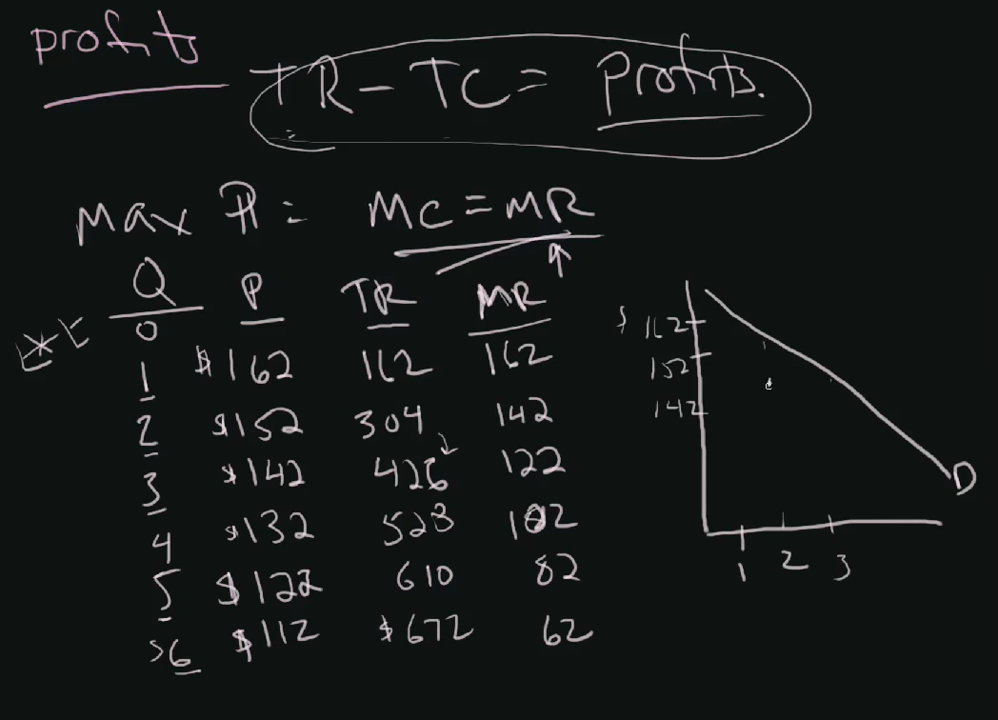 profits
TR - TC = Profits.
Max π = MC = MR
Q P TR MR
0
1 $162 162 162
2 $152 304 142
3 $142 426 122
4 $132 528 102
5 $122 610 82
6 $112 $672 62
$ 162
152
142
D
1 2 3